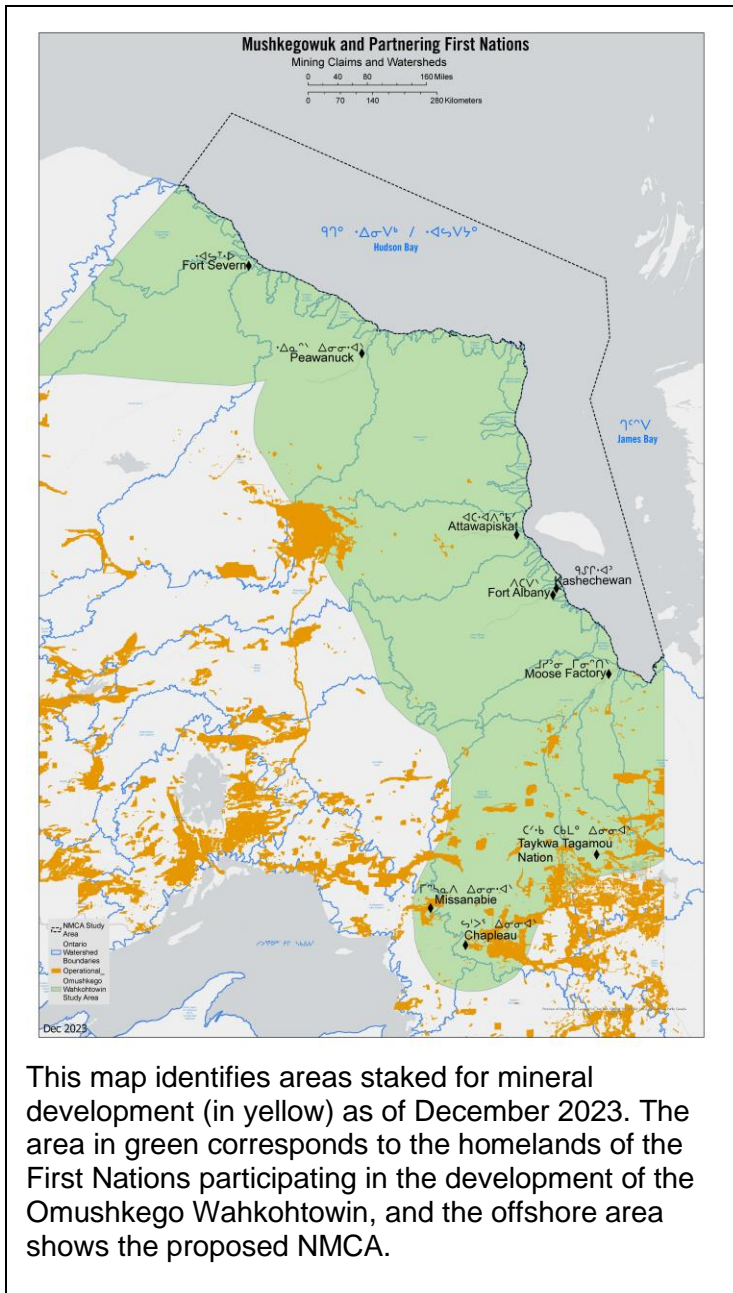 Mushkegowuk and Partnering First Nations
Mining Claims and Watersheds
0 40 80 160 Miles
0 70 140 280 Kilometers
Hudson Bay
Fort Severn
Peawanuck
James Bay
Attawapiskat
Kashechewan
Fort Albany
Moose Factory
Taykwa Tagamou
Nation
Missanabie
Chapleau
NMCA Study
Area
Ontario
Watershed
Boundaries
Operational_
Omushkego
Wahkohtowin
Study Area
Dec 2023
This map identifies areas staked for mineral
development (in yellow) as of December 2023. The
area in green corresponds to the homelands of the
First Nations participating in the development of the
Omushkego Wahkohtowin, and the offshore area
shows the proposed NMCA.